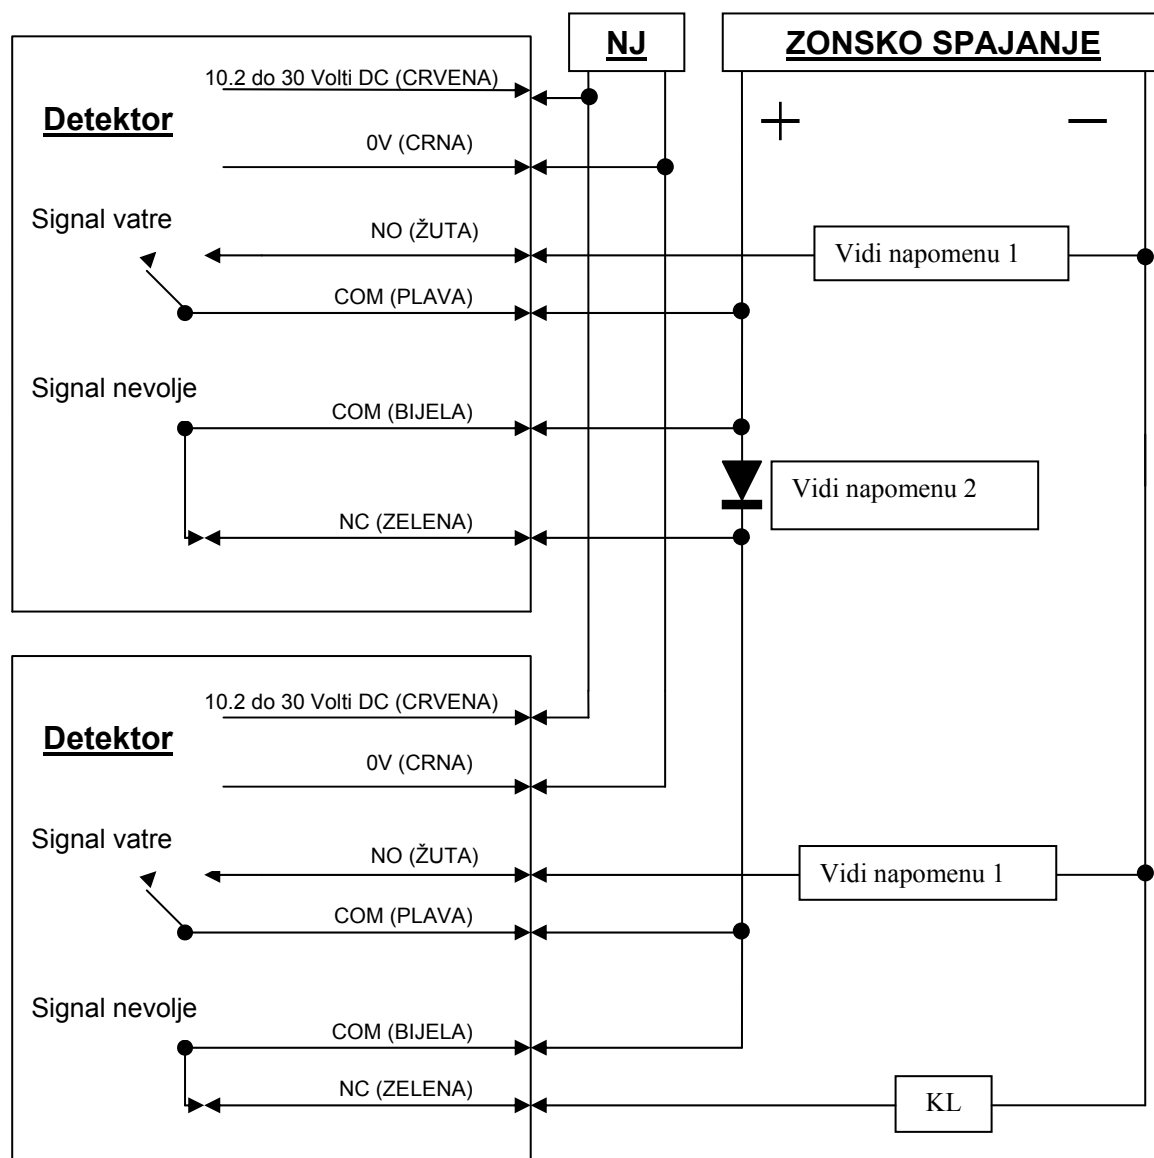 NJ
ZONSKO SPAJANJE
10.2 do 30 Volti DC (CRVENA)
Detektor
+
−
0V (CRNA)
Signal vatre
NO (ŽUTA)
Vidi napomenu 1
COM (PLAVA)
Signal nevolje
COM (BIJELA)
Vidi napomenu 2
NC (ZELENA)
10.2 do 30 Volti DC (CRVENA)
Detektor
0V (CRNA)
Signal vatre
NO (ŽUTA)
Vidi napomenu 1
COM (PLAVA)
Signal nevolje
COM (BIJELA)
NC (ZELENA)
KL